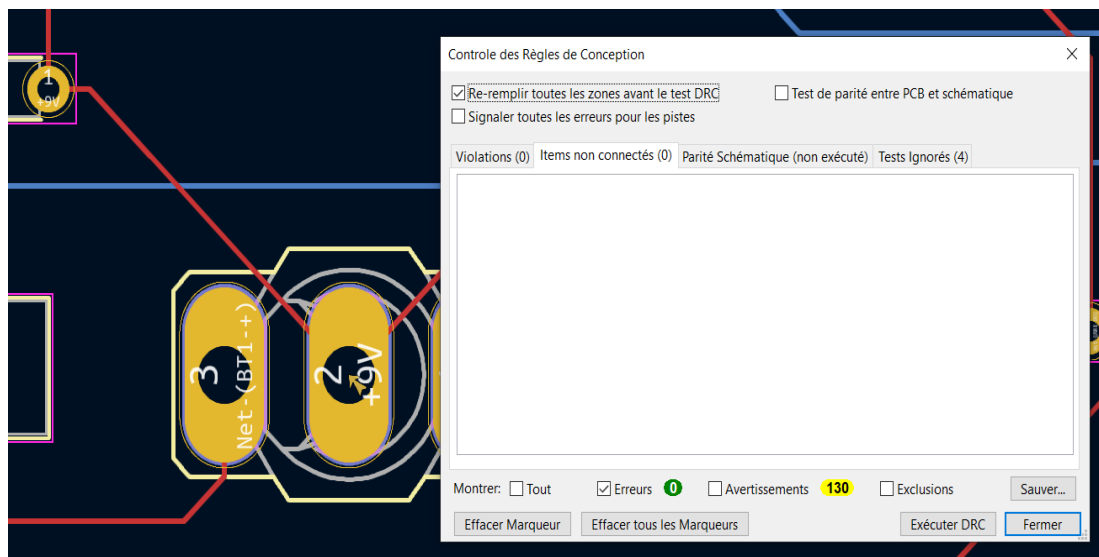 1
+9V
3
Net-(BT1-+)
2
+9V
Controle des Règles de Conception
Re-remplir toutes les zones avant le test DRC
Test de parité entre PCB et schématique
Signaler toutes les erreurs pour les pistes
Violations (0) Items non connectés (0) Parité Schématique (non exécuté) Tests Ignorés (4)
Montrer: Tout Erreurs 0 Avertissements 130 Exclusions Sauver...
Effacer Marqueur Effacer tous les Marqueurs Exécuter DRC Fermer